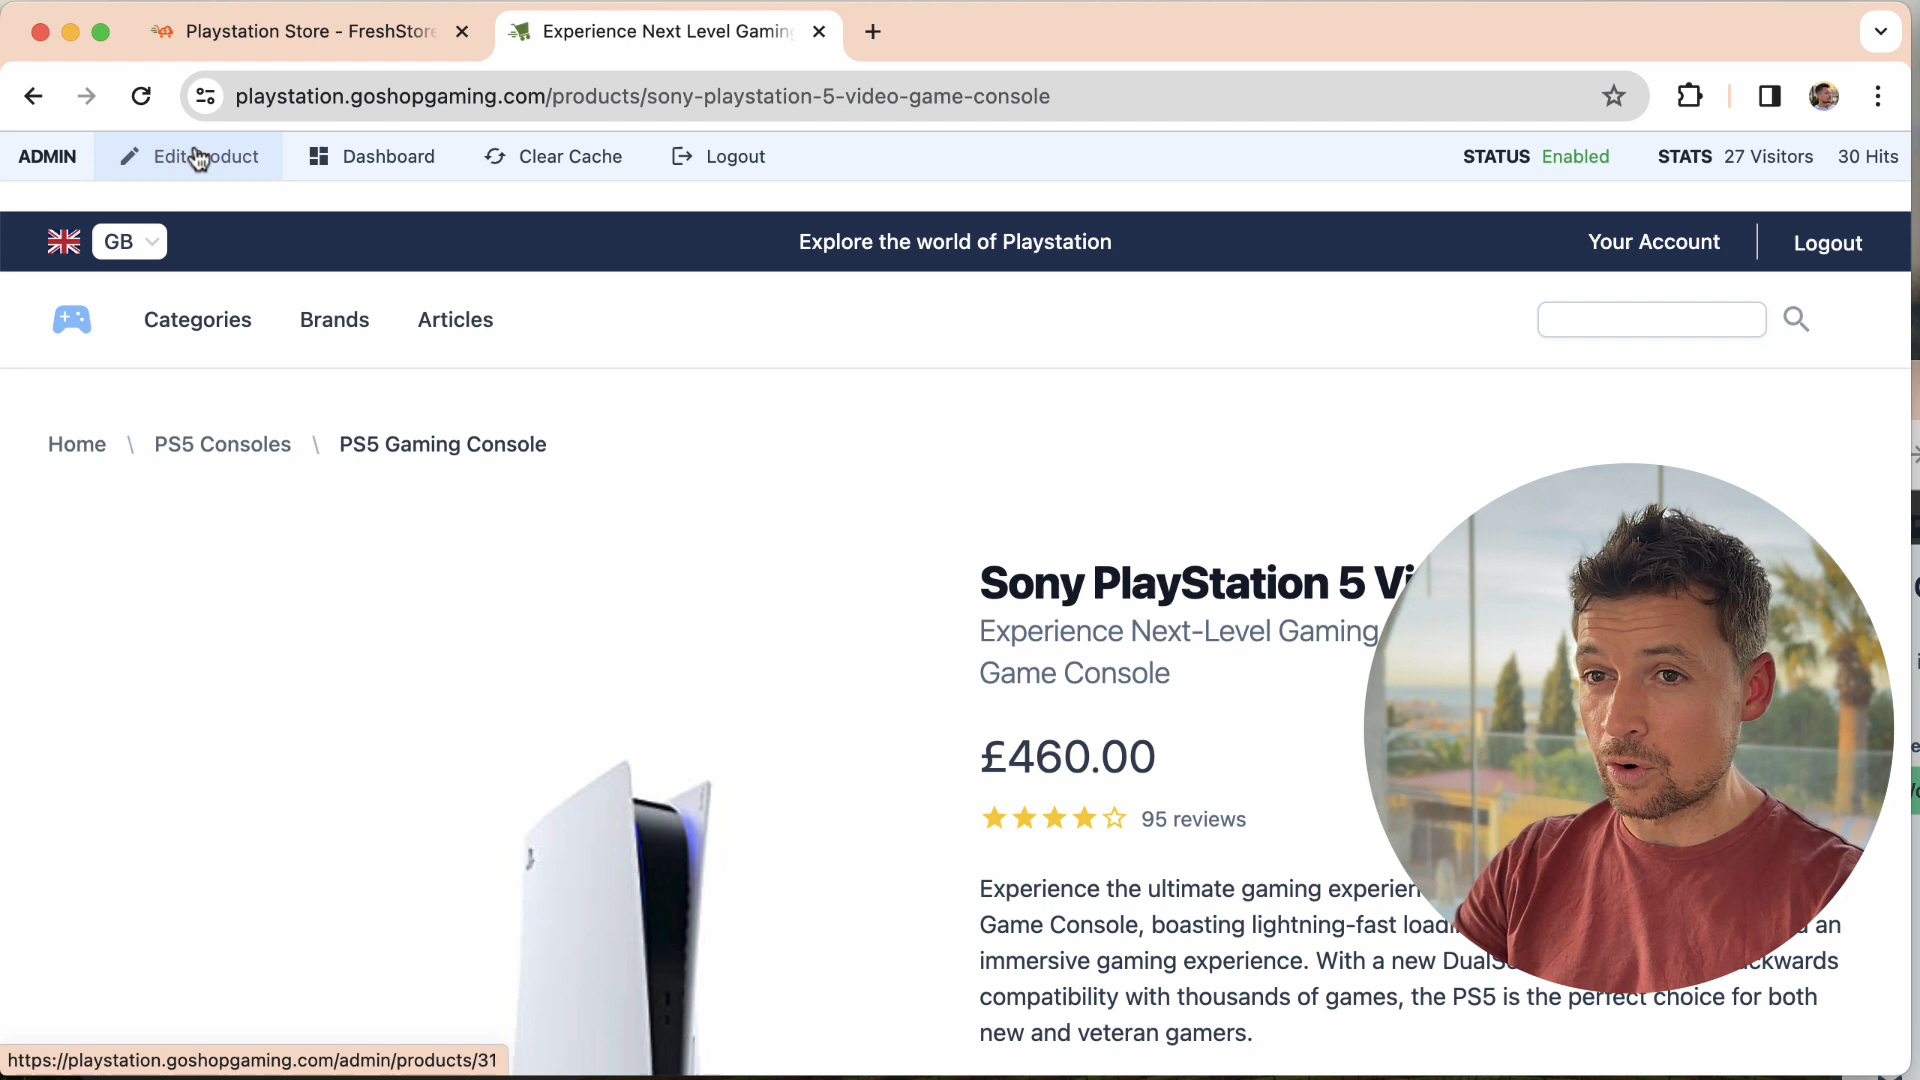 Playstation Store - FreshStore
Experience Next Level Gaming
playstation.goshopgaming.com/products/sony-playstation-5-video-game-console
ADMIN
Edit Product
Dashboard
Clear Cache
Logout
STATUS Enabled
STATS 27 Visitors 30 Hits
GB
Explore the world of Playstation
Your Account
Logout
Categories
Brands
Articles
Home \ PS5 Consoles \ PS5 Gaming Console
Sony PlayStation 5 Vi
Experience Next-Level Gaming
Game Console
£460.00
95 reviews
Experience the ultimate gaming experien
Game Console, boasting lightning-fast loadi an
immersive gaming experience. With a new DualS ckwards
compatibility with thousands of games, the PS5 is the perfect choice for both
new and veteran gamers.
https://playstation.goshopgaming.com/admin/products/31